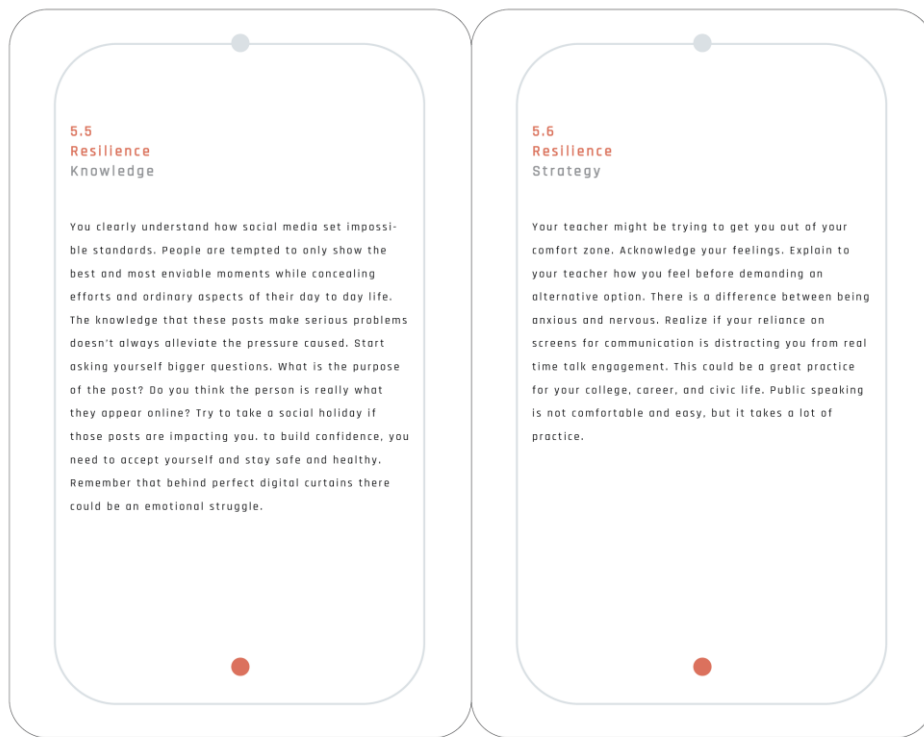 5.5
Resilience
Knowledge
You clearly understand how social media set impossi-
ble standards. People are tempted to only show the
best and most enviable moments while concealing
efforts and ordinary aspects of their day to day life.
The knowledge that these posts make serious problems
doesn't always alleviate the pressure caused. Start
asking yourself bigger questions. What is the purpose
of the post? Do you think the person is really what
they appear online? Try to take a social holiday if
those posts are impacting you. to build confidence, you
need to accept yourself and stay safe and healthy.
Remember that behind perfect digital curtains there
could be an emotional struggle.
5.6
Resilience
Strategy
Your teacher might be trying to get you out of your
comfort zone. Acknowledge your feelings. Explain to
your teacher how you feel before demanding an
alternative option. There is a difference between being
anxious and nervous. Realize if your reliance on
screens for communication is distracting you from real
time talk engagement. This could be a great practice
for your college, career, and civic life. Public speaking
is not comfortable and easy, but it takes a lot of
practice.